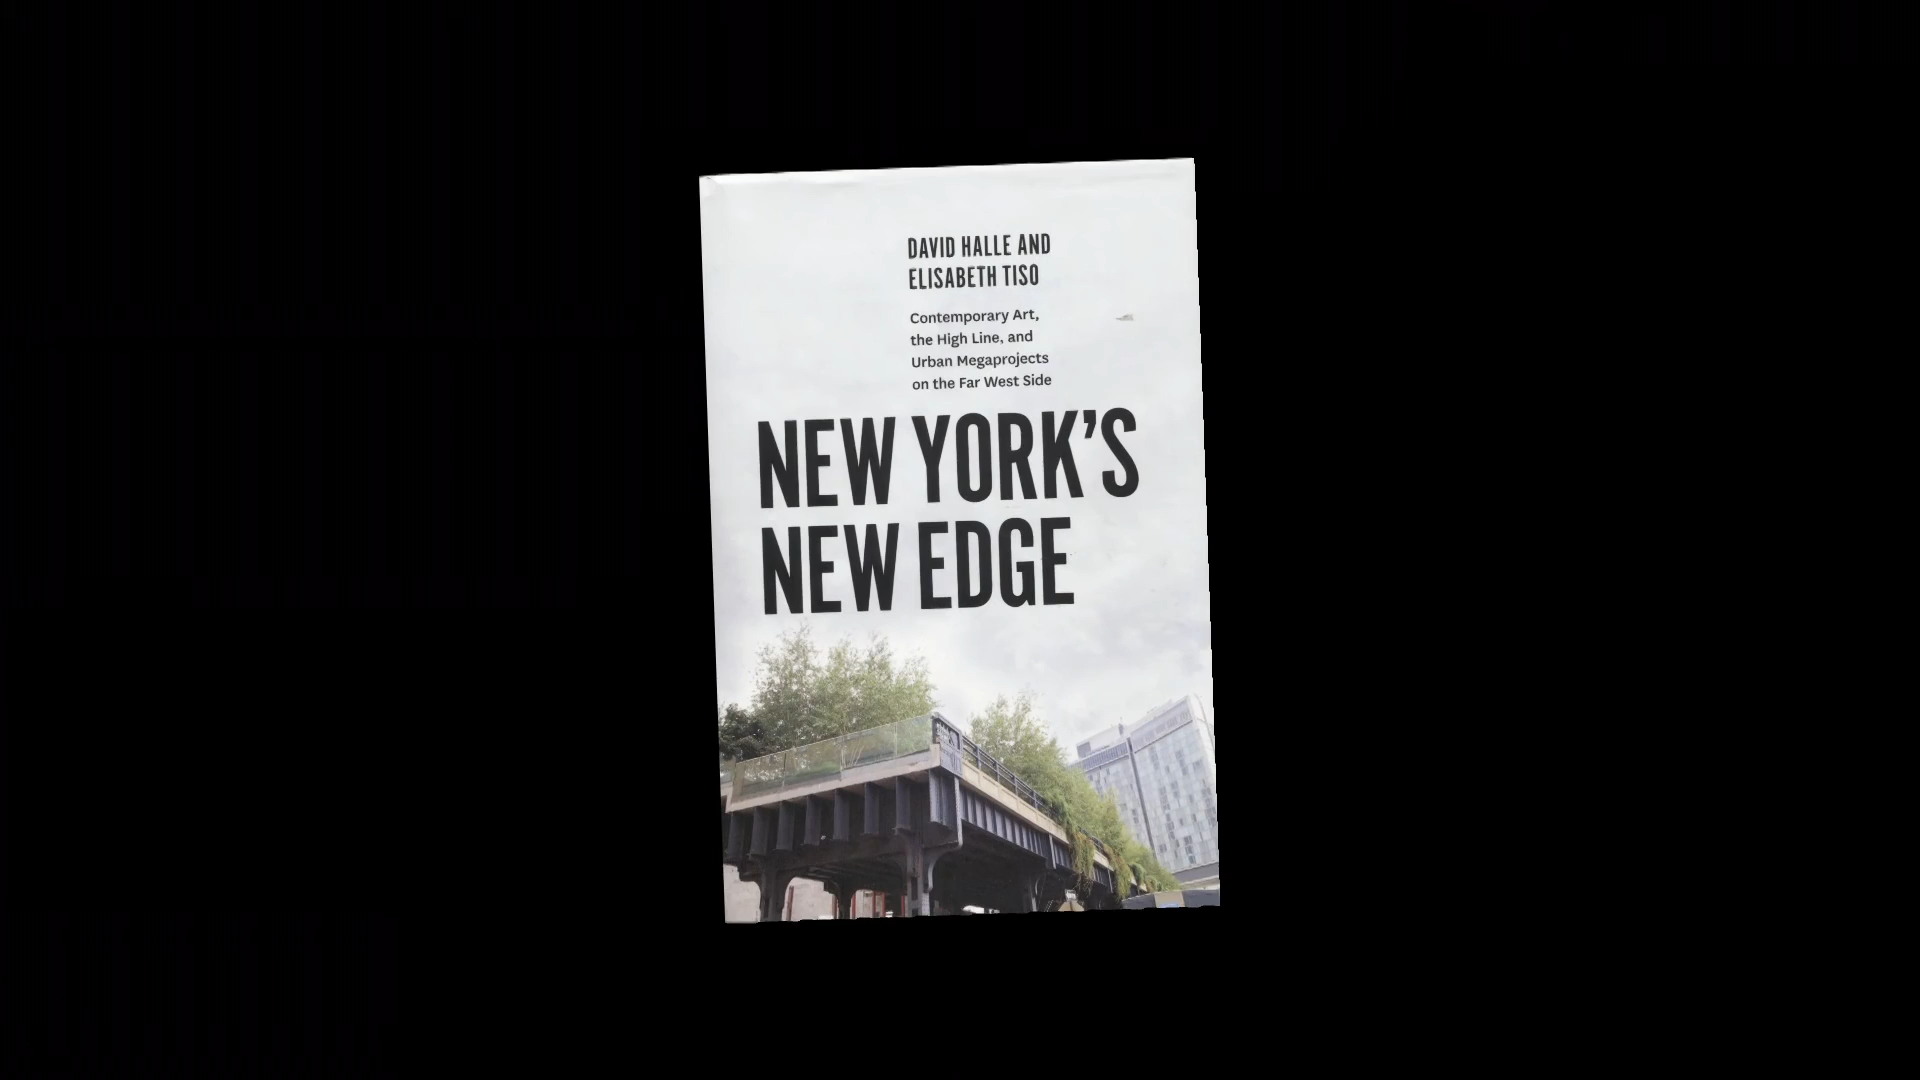 DAVID HALLE AND
ELISABETH TISO
Contemporary Art,
the High Line, and
Urban Megaprojects
on the Far West Side
NEW YORK'S
NEW EDGE